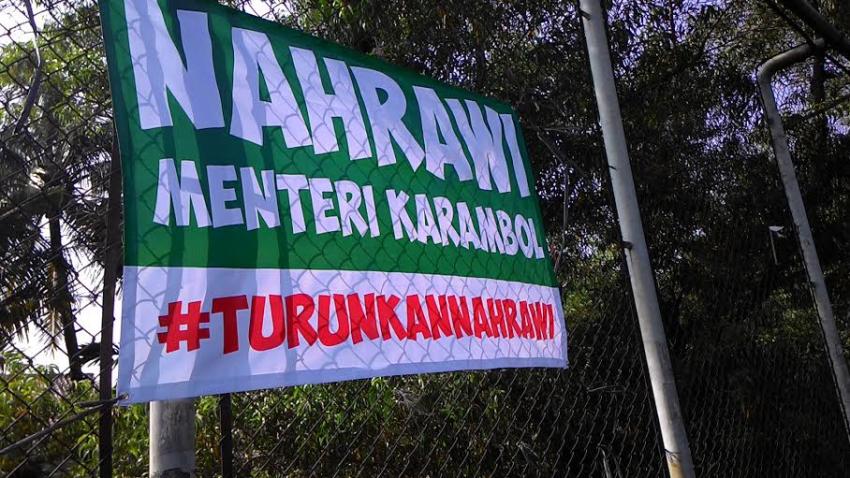 NAHRAWI
MENTERI KARAMBOL
#TURUNKANNAHRAWI